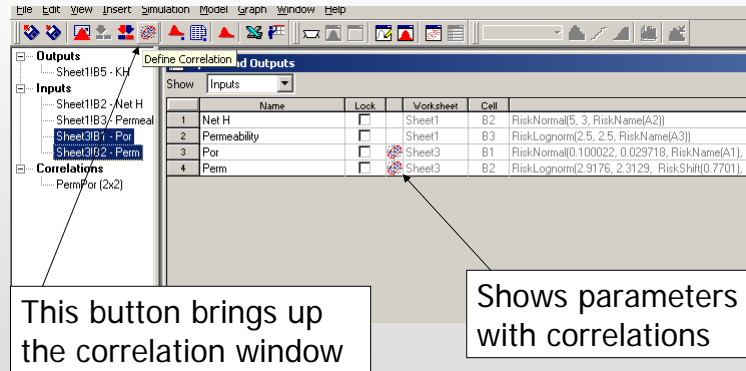 File Edit View Insert Simulation Model Graph Window Help
Define Correlation
Outputs
Sheet1!B5 - KH
Inputs
Sheet1!B2 - Net H
Sheet1!B3 - Permeal
Sheet3!B1 - Por
Sheet3!B2 - Perm
Correlations
PermPor (2x2)
nd Outputs
Show Inputs
Name Lock Worksheet Cell
1 Net H Sheet1 B2 RiskNormal(5, 3, RiskName(A2))
2 Permeability Sheet1 B3 RiskLognorm(2.5, 2.5, RiskName(A3))
3 Por Sheet3 B1 RiskNormal(0.100022, 0.029718, RiskName(A1),
4 Perm Sheet3 B2 RiskLognorm(2.9176, 2.3129, RiskShift(0.7701),
This button brings up
the correlation window
Shows parameters
with correlations